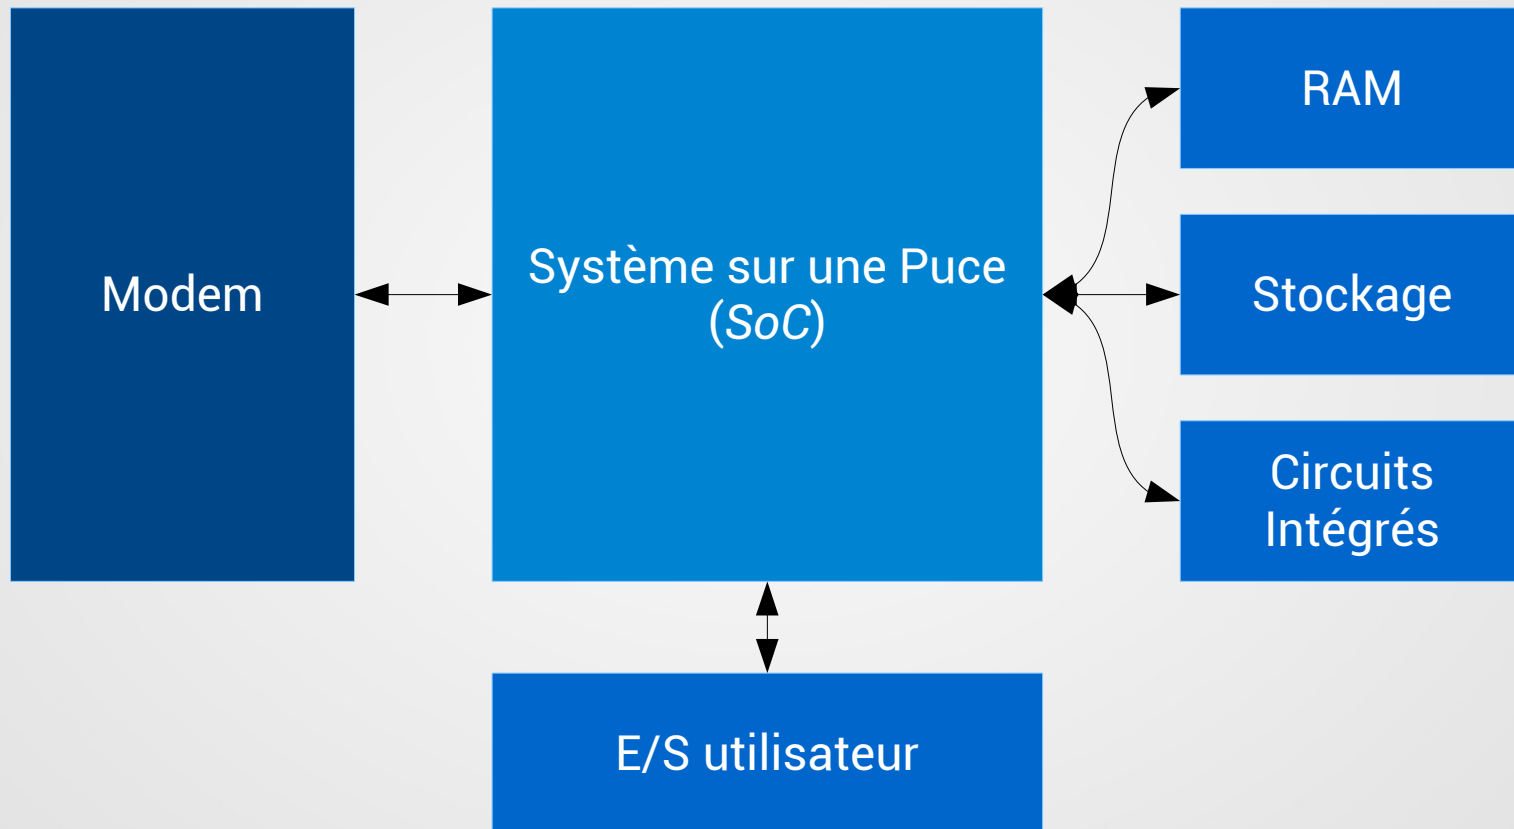 Modem
Système sur une Puce
(SoC)
RAM
Stockage
Circuits
Intégrés
E/S utilisateur